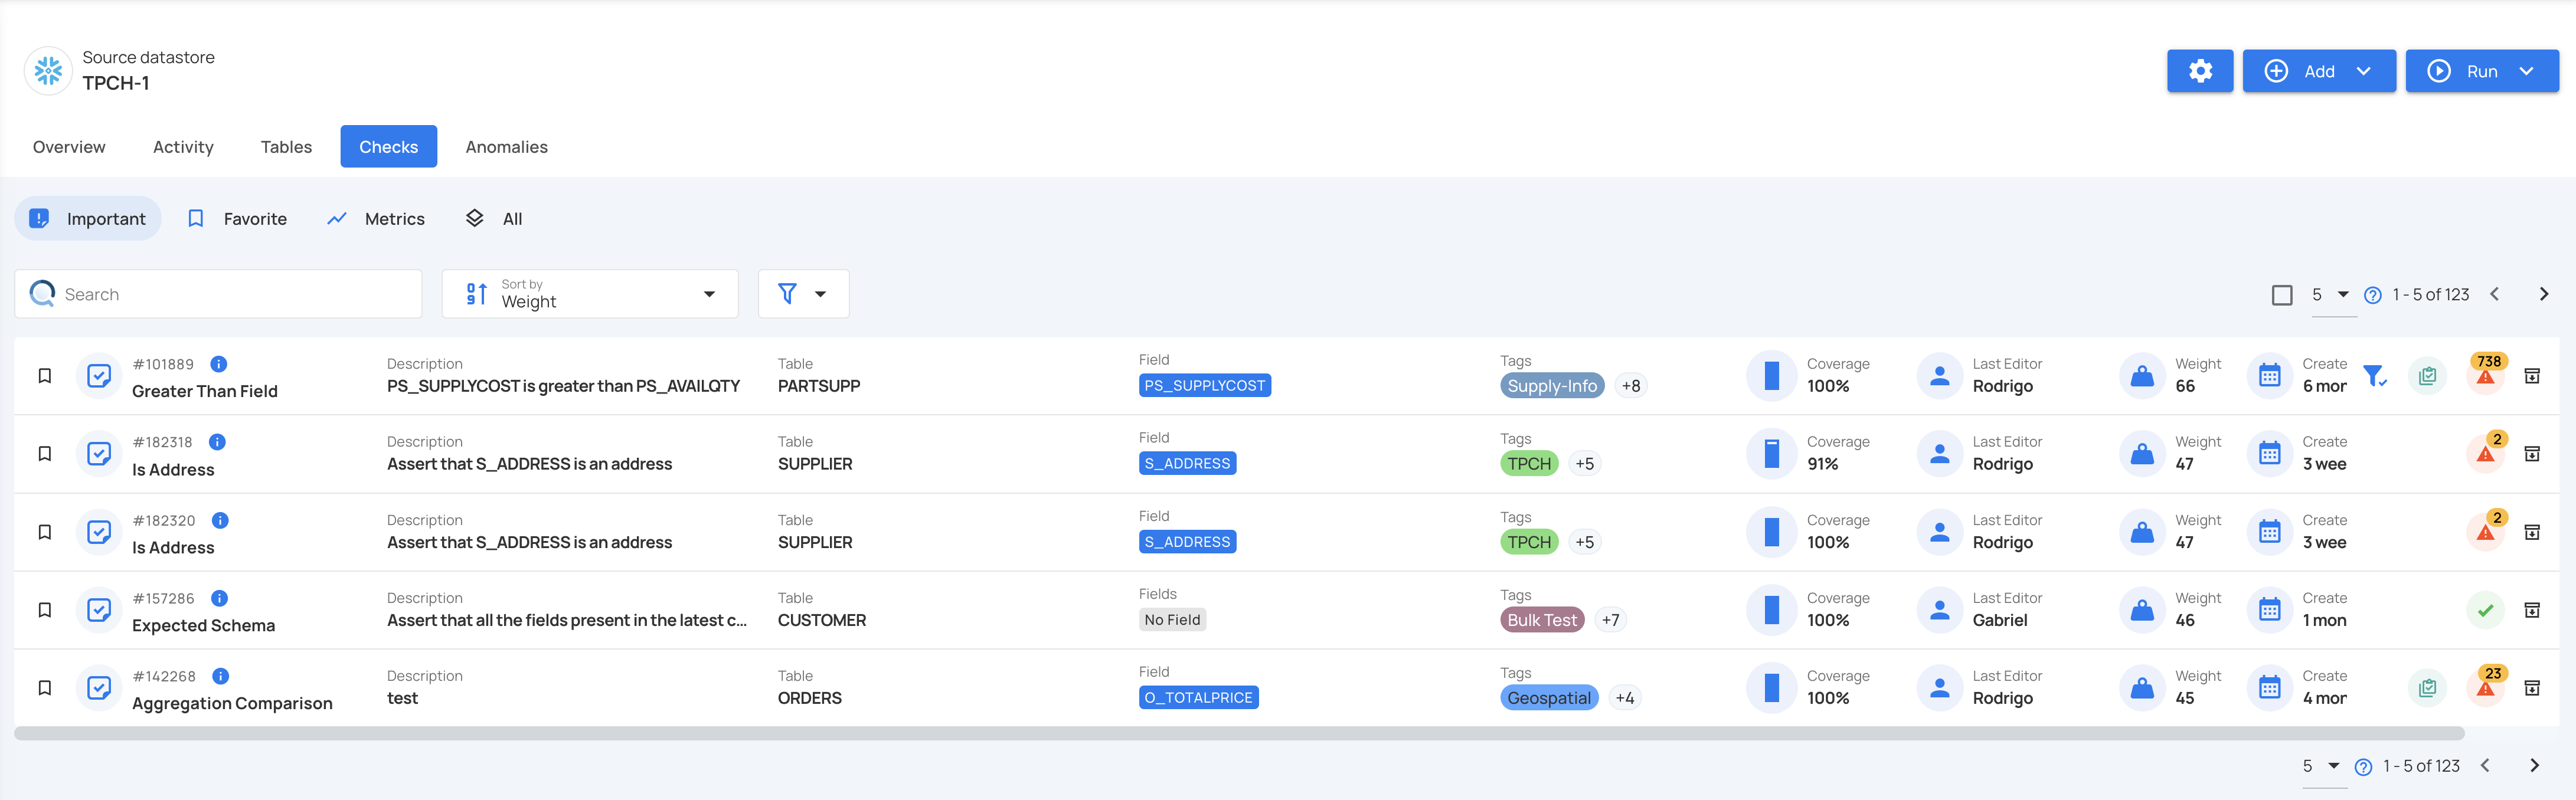 Source datastore
TPCH-1
Add
Run
Overview
Activity
Tables
Checks
Anomalies
Important
Favorite
Metrics
All
Search
Sort by
Weight
5
1 - 5 of 123
#101889
Greater Than Field
Description
PS_SUPPLYCOST is greater than PS_AVAILQTY
Table
PARTSUPP
Field
PS_SUPPLYCOST
Tags
Supply-Info +8
Coverage
100%
Last Editor
Rodrigo
Weight
66
Create
6 mor
738
#182318
Is Address
Description
Assert that S_ADDRESS is an address
Table
SUPPLIER
Field
S_ADDRESS
Tags
TPCH +5
Coverage
91%
Last Editor
Rodrigo
Weight
47
Create
3 wee
2
#182320
Is Address
Description
Assert that S_ADDRESS is an address
Table
SUPPLIER
Field
S_ADDRESS
Tags
TPCH +5
Coverage
100%
Last Editor
Rodrigo
Weight
47
Create
3 wee
2
#157286
Expected Schema
Description
Assert that all the fields present in the latest c...
Table
CUSTOMER
Fields
No Field
Tags
Bulk Test +7
Coverage
100%
Last Editor
Gabriel
Weight
46
Create
1 mon
#142268
Aggregation Comparison
Description
test
Table
ORDERS
Field
O_TOTALPRICE
Tags
Geospatial +4
Coverage
100%
Last Editor
Rodrigo
Weight
45
Create
4 mor
23
5
1 - 5 of 123